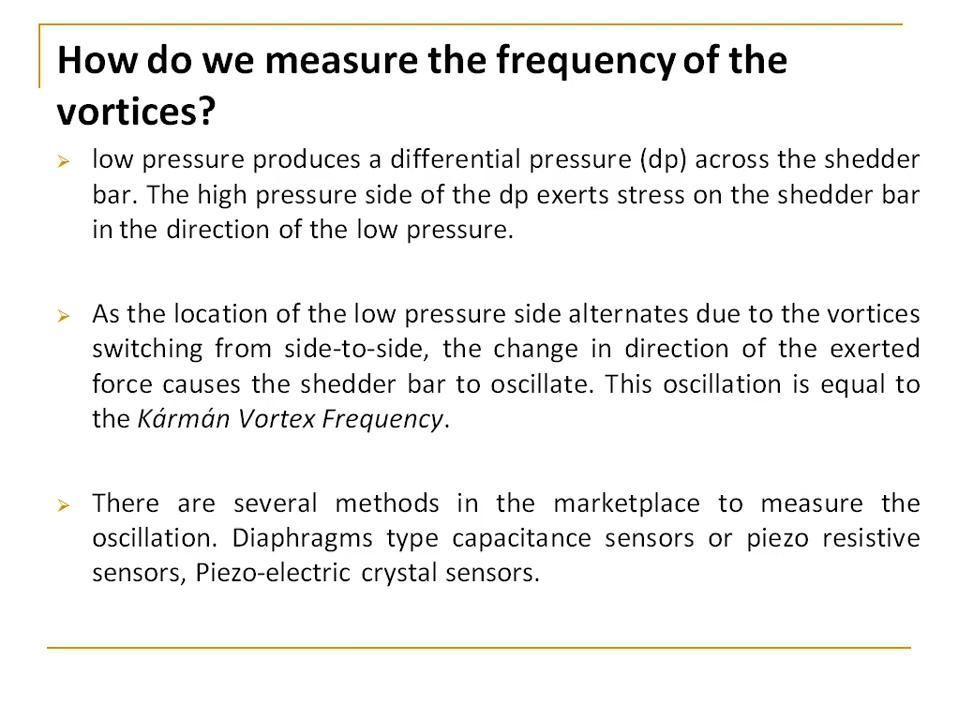 How do we measure the frequency of the
vortices?
low pressure produces a differential pressure (dp) across the shedder
bar. The high pressure side of the dp exerts stress on the shedder bar
in the direction of the low pressure.
As the location of the low pressure side alternates due to the vortices
switching from side-to-side, the change in direction of the exerted
force causes the shedder bar to oscillate. This oscillation is equal to
the Kármán Vortex Frequency.
There are several methods in the marketplace to measure the
oscillation. Diaphragms type capacitance sensors or piezo resistive
sensors, Piezo-electric crystal sensors.